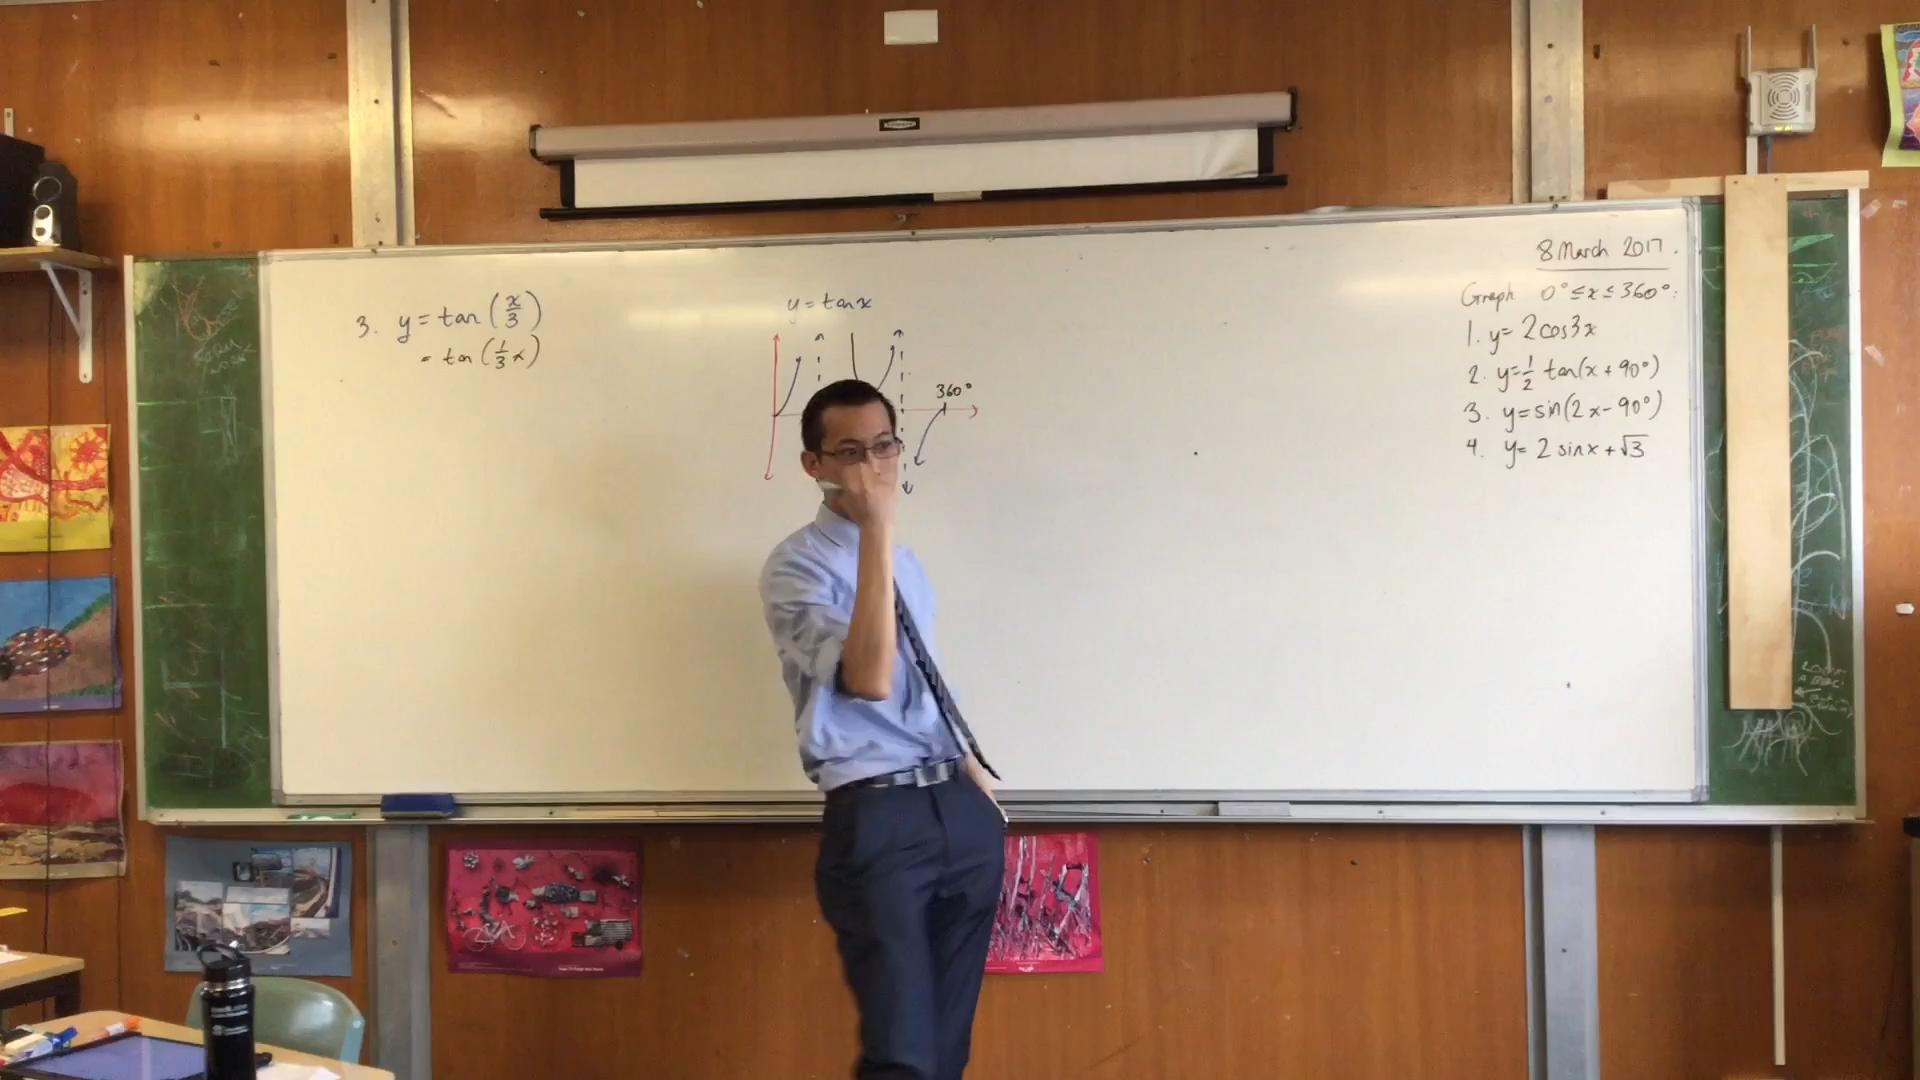 3. y = tan (x/3)
= tan (1/3 x)
y = tan x
360°
8 March 2017.
Graph 0° ≤ x ≤ 360°:
1. y = 2cos3x
2. y = 1/2 tan(x + 90°)
3. y = sin(2x - 90°)
4. y = 2 sinx + √3